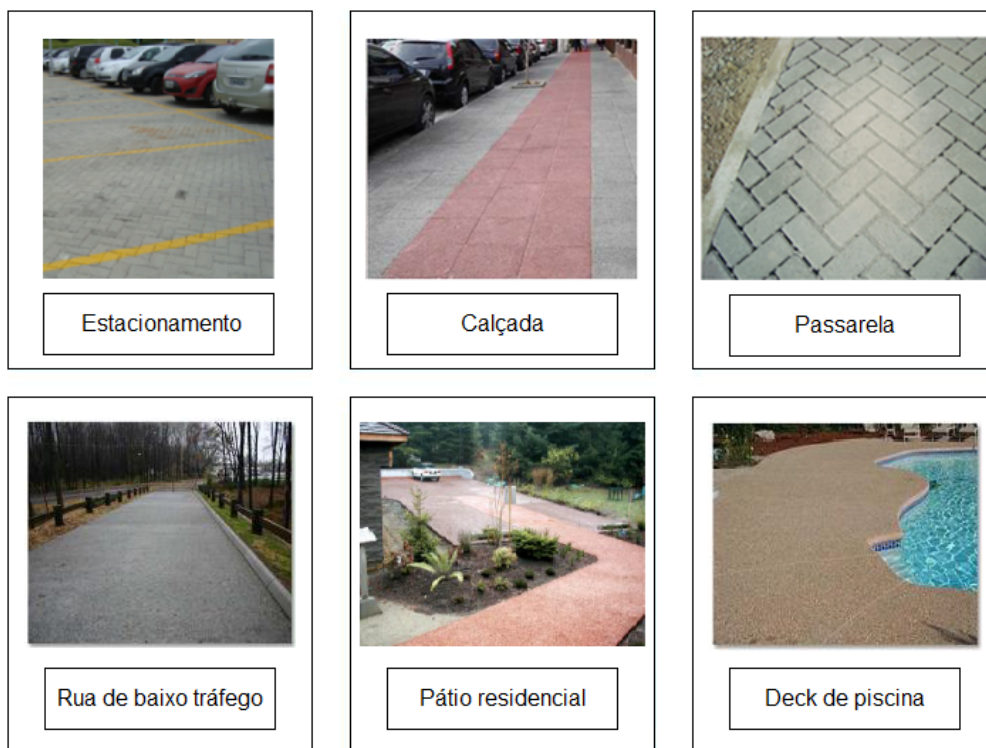 Estacionamento
Calçada
Passarela
Rua de baixo tráfego
Pátio residencial
Deck de piscina